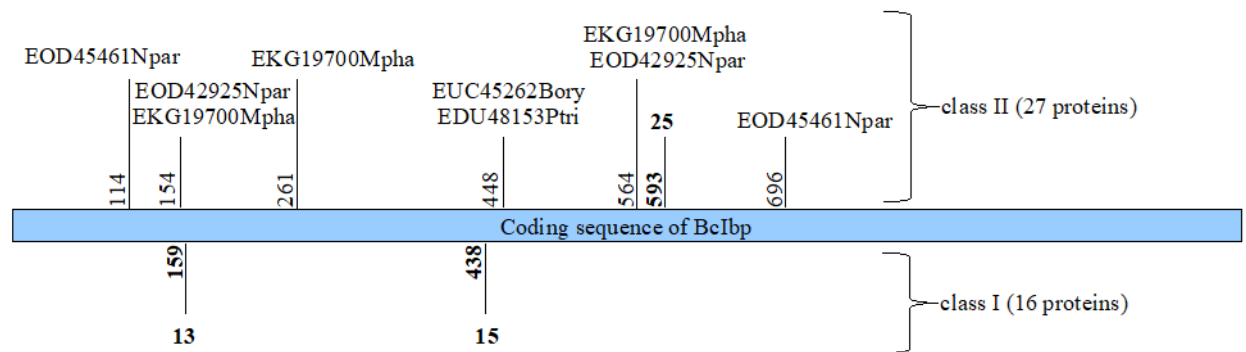 EKG19700Mpha
EOD45461Npar
EKG19700Mpha
EOD42925Npar
EOD42925Npar
EUC45262Bory
class II (27 proteins)
EKG19700Mpha
EDU48153Ptri
25
EOD45461Npar
114
154
261
448
564
593
696
Coding sequence of BcIbp
159
438
class I (16 proteins)
13
15